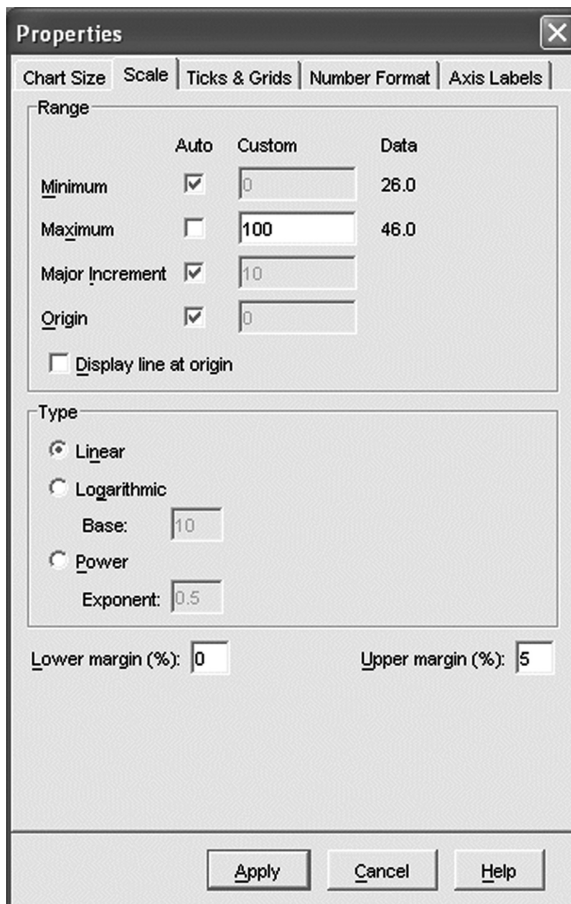 Properties
Chart Size Scale Ticks & Grids Number Format Axis Labels
Range
Auto Custom Data
Minimum 0 26.0
Maximum 100 46.0
Major Increment 10
Origin 0
Display line at origin
Type
Linear
Logarithmic
Base: 10
Power
Exponent: 0.5
Lower margin (%): 0 Upper margin (%): 5
Apply Cancel Help